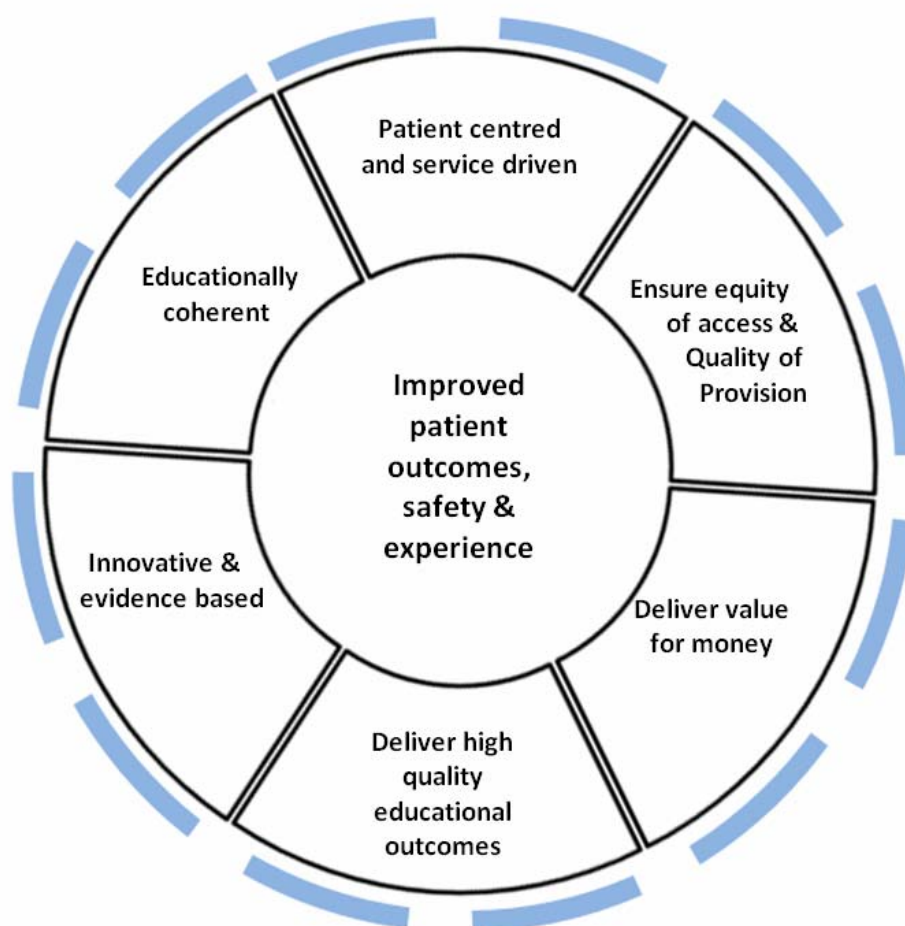 Patient centred
and service driven
Ensure equity
of access &
Quality of
Provision
Deliver value
for money
Deliver high
quality
educational
outcomes
Innovative &
evidence based
Educationally
coherent
Improved
patient
outcomes,
safety &
experience